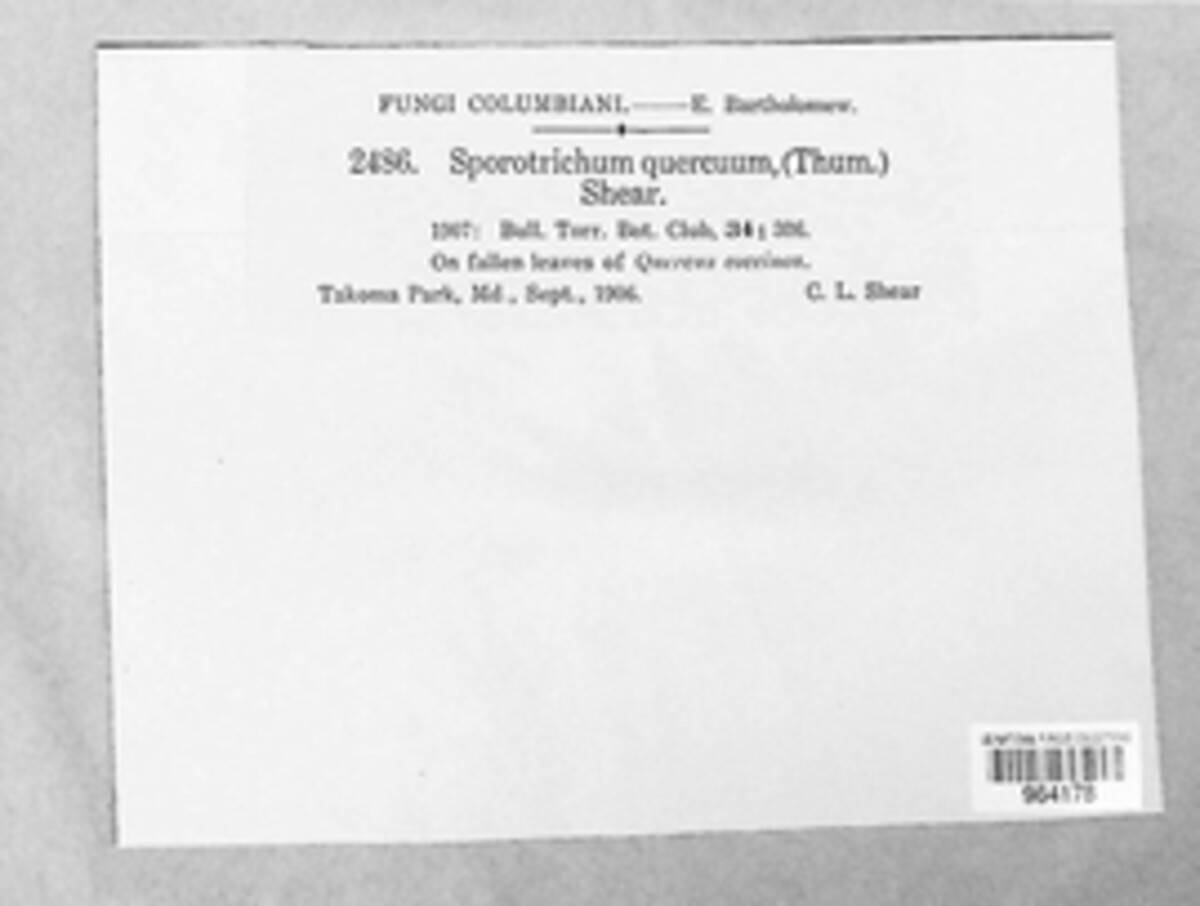 FUNGI COLUMBIANI.——E. Bartholomew.
2486. Sporotrichum quercuum, (Thum.)
Shear.
1907: Bull. Torr. Bot. Club, 34: 306.
On fallen leaves of Quercus coccinea.
Takoma Park, Md., Sept., 1906. C. L. Shear
964178